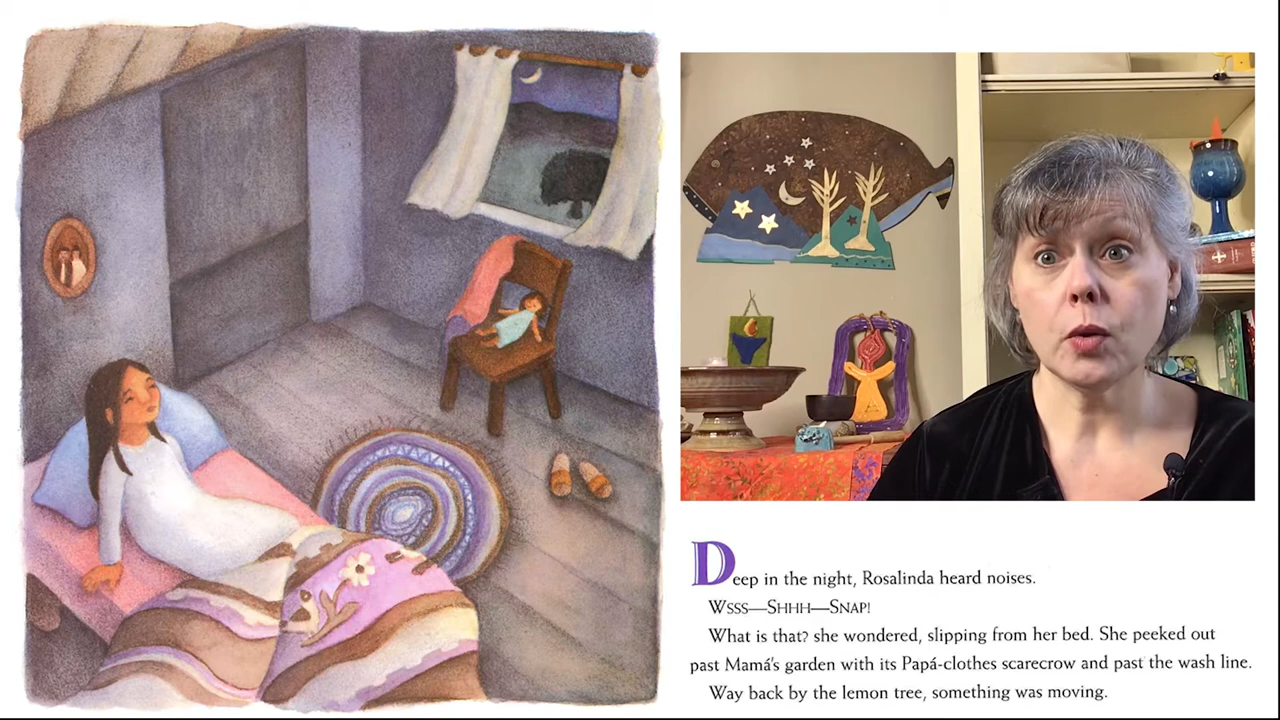 Deep in the night, Rosalinda heard noises.
WSSS—SHHH—SNAP!
What is that? she wondered, slipping from her bed. She peeked out
past Mamá's garden with its Papá-clothes scarecrow and past the wash line.
Way back by the lemon tree, something was moving.